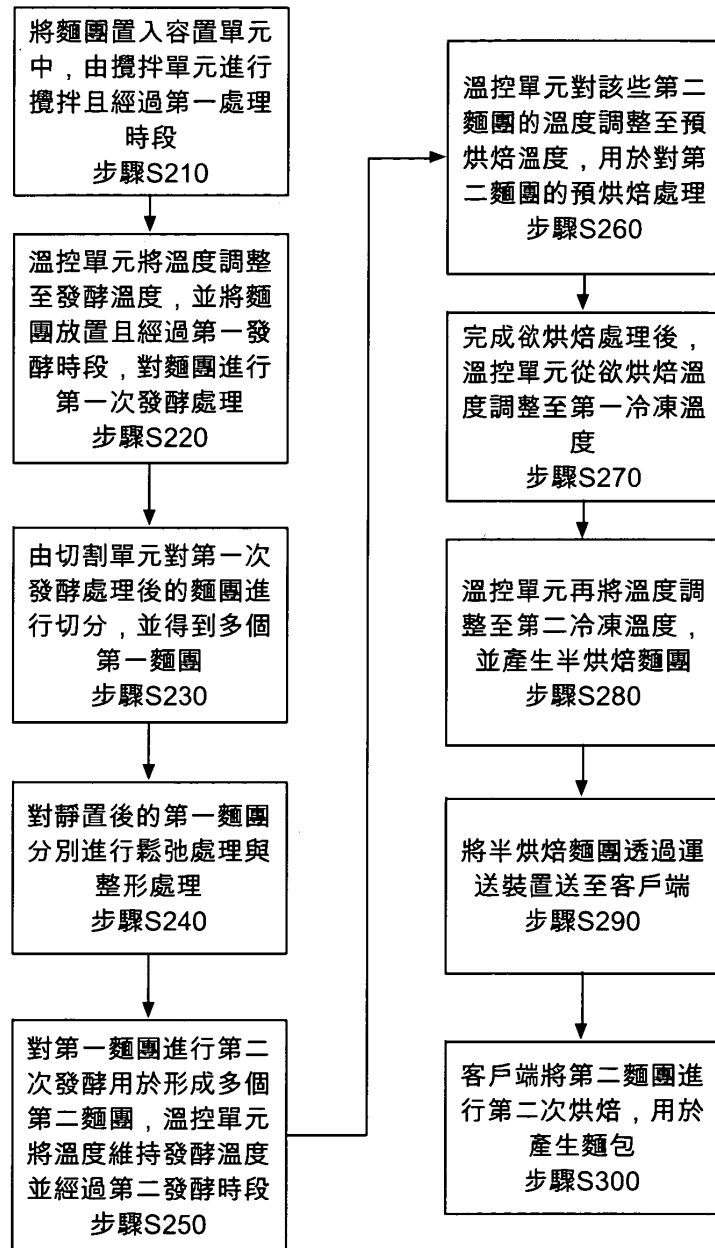 將麵團置入容置單元
中，由攪拌單元進行
攪拌且經過第一處理
時段
步驟S210
溫控單元將溫度調整
至發酵溫度，並將麵
團放置且經過第一發
酵時段，對麵團進行
第一次發酵處理
步驟S220
由切割單元對第一次
發酵處理後的麵團進
行切分，並得到多個
第一麵團
步驟S230
對靜置後的第一麵團
分別進行鬆弛處理與
整形處理
步驟S240
對第一麵團進行第二
次發酵用於形成多個
第二麵團，溫控單元
將溫度維持發酵溫度
並經過第二發酵時段
步驟S250
溫控單元對該些第二
麵團的溫度調整至預
烘焙溫度，用於對第
二麵團的預烘焙處理
步驟S260
完成欲烘焙處理後，
溫控單元從欲烘焙溫
度調整至第一冷凍溫
度
步驟S270
溫控單元再將溫度調
整至第二冷凍溫度，
並產生半烘焙麵團
步驟S280
將半烘焙麵團透過運
送裝置送至客戶端
步驟S290
客戶端將第二麵團進
行第二次烘焙，用於
產生麵包
步驟S300